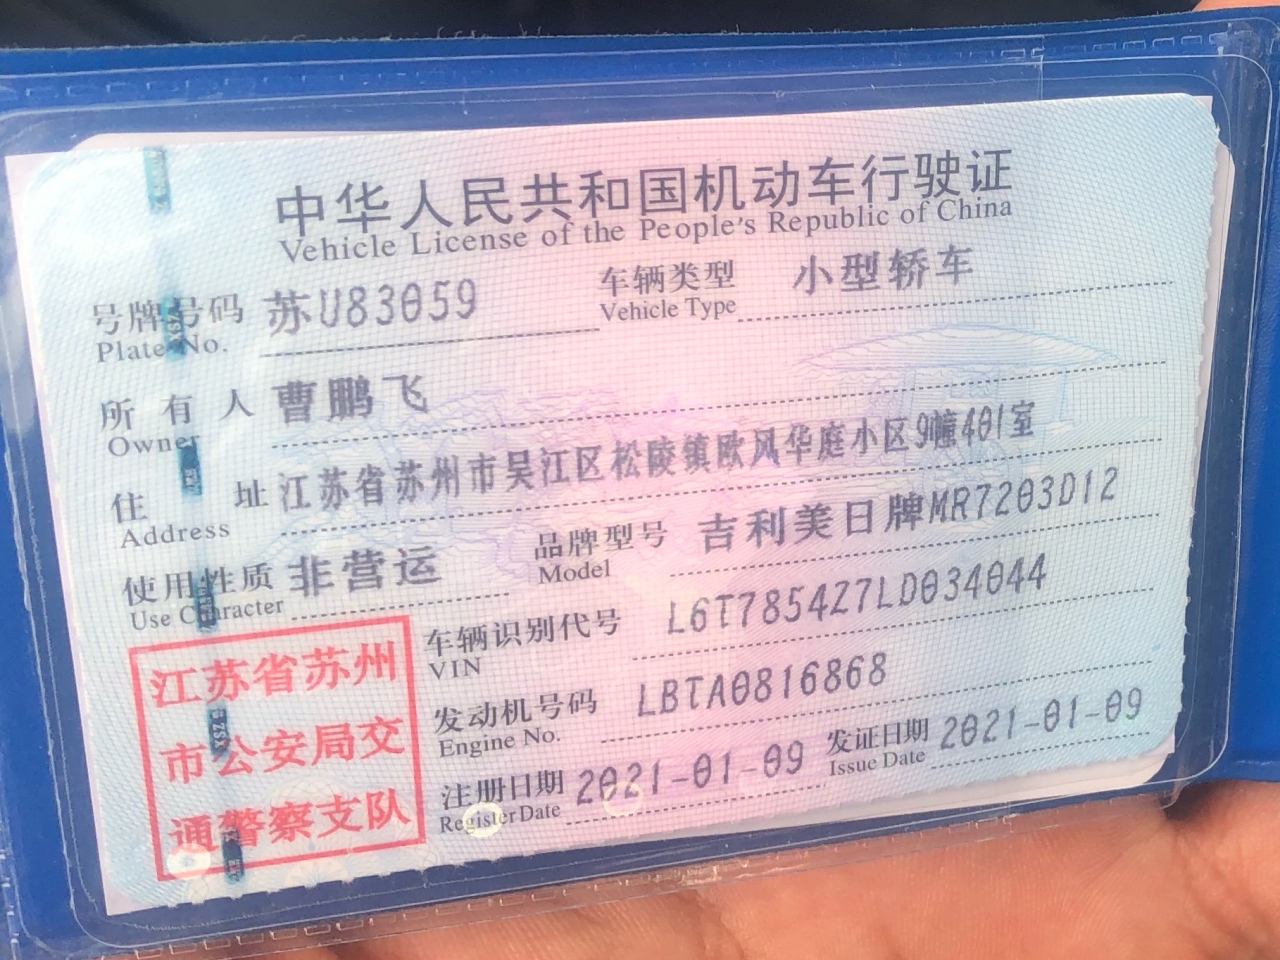 中华人民共和国机动车行驶证
Vehicle License of the People's Republic of China
号牌号码 苏U83059 车辆类型 小型轿车
Plate No. Vehicle Type
所有人 曹鹏飞
Owner
住址 江苏省苏州市吴江区松陵镇欧风华庭小区9幢401室
Address
使用性质 非营运 品牌型号 吉利美日牌MR7203D12
Use Character Model
车辆识别代号 L6T7854Z7LD034044
VIN
发动机号码 LBTA0816868
Engine No.
注册日期 2021-01-09 发证日期 2021-01-09
Register Date Issue Date
江苏省苏州
市公安局交
通警察支队